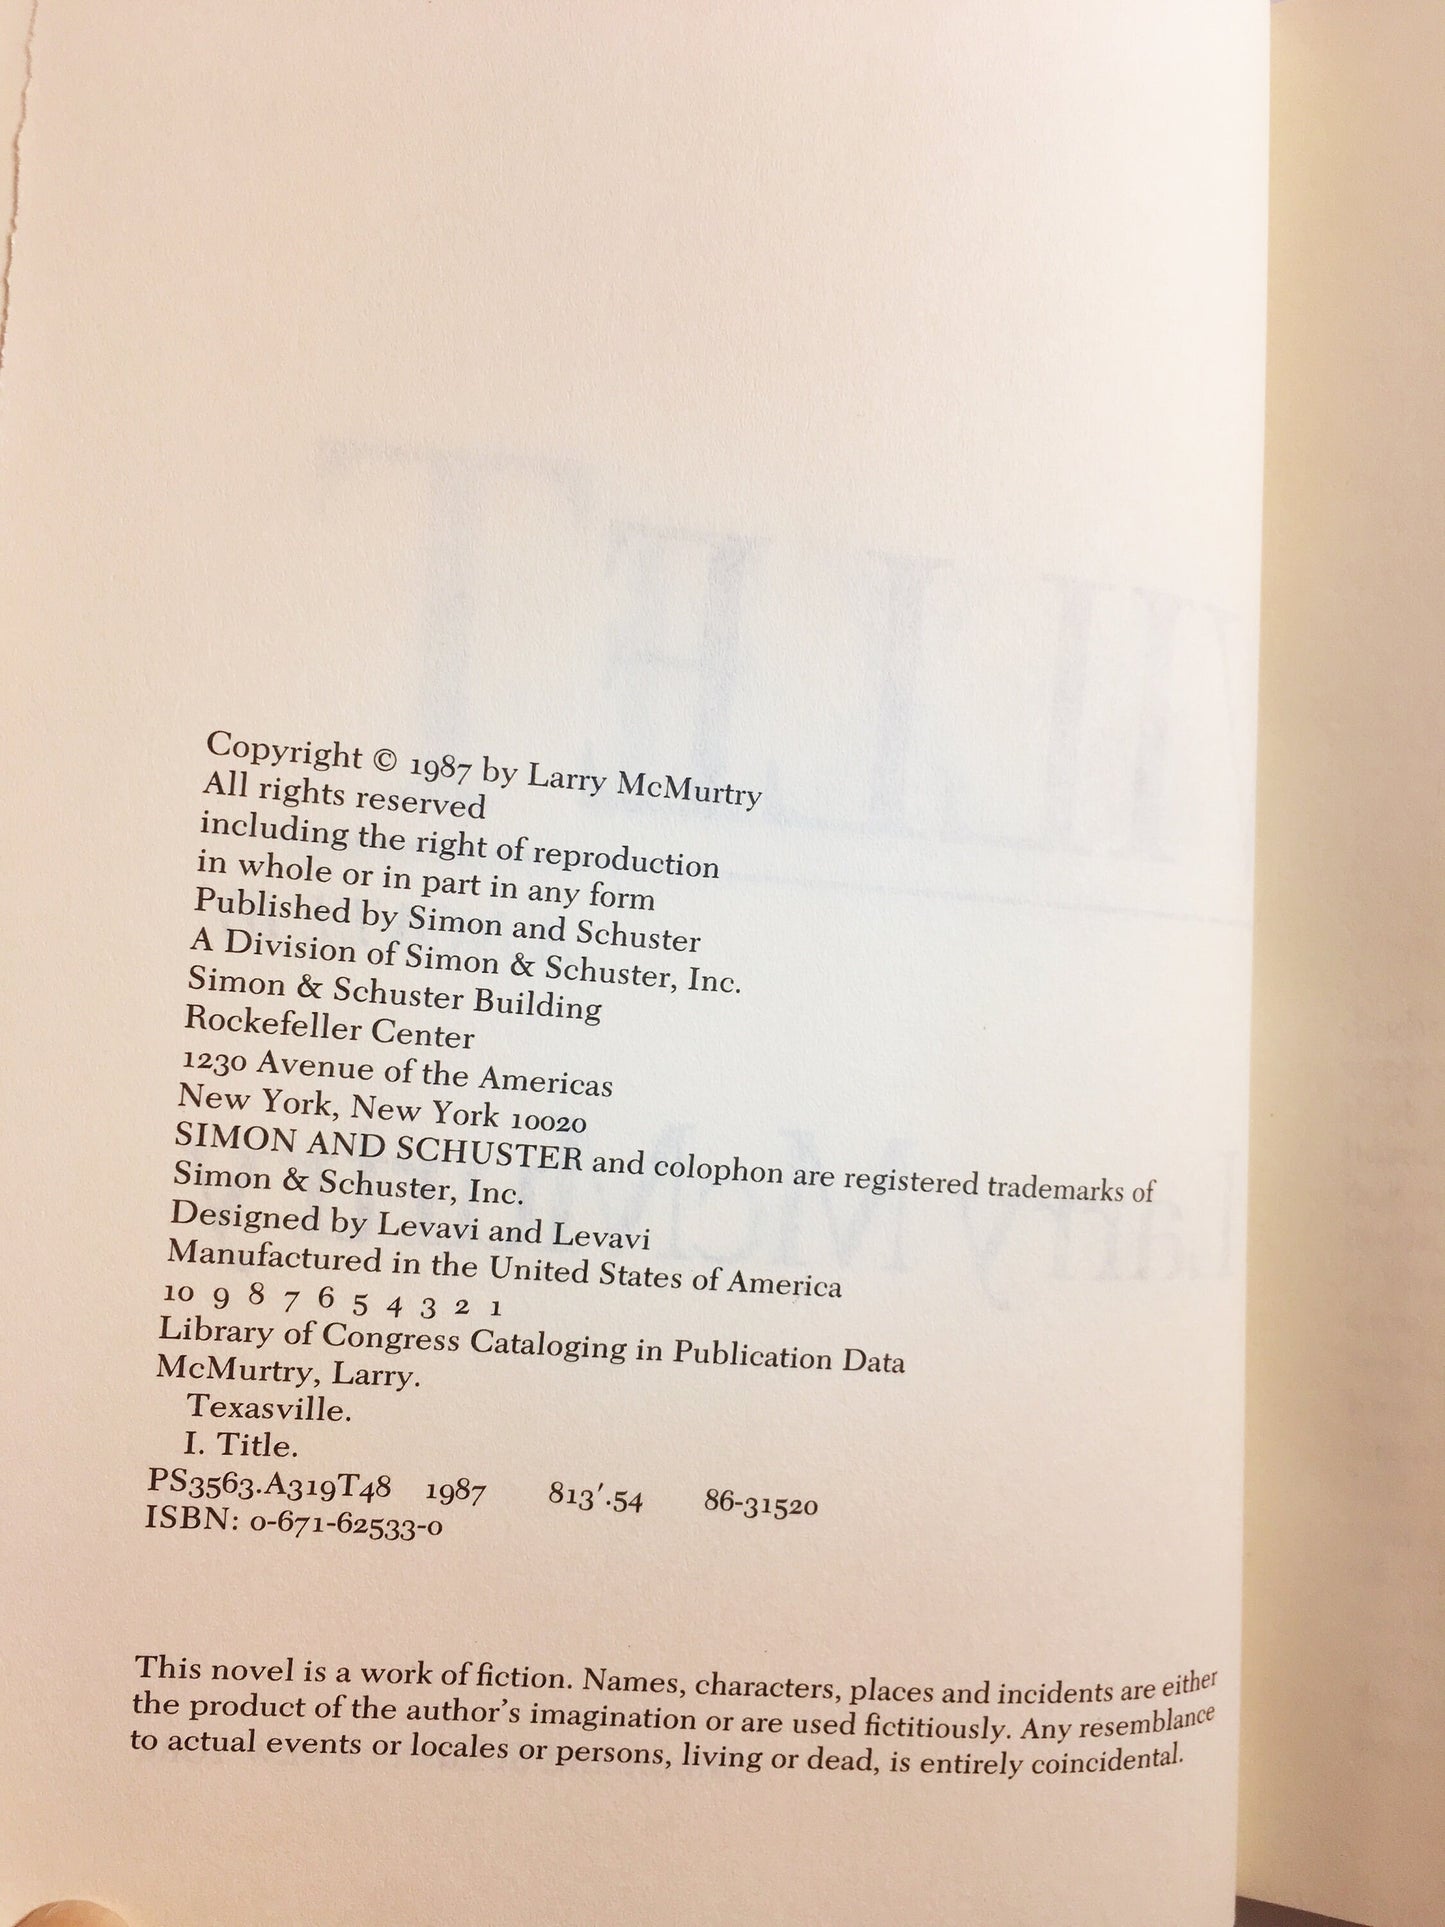 Copyright © 1987 by Larry McMurtry
All rights reserved
including the right of reproduction
in whole or in part in any form
Published by Simon and Schuster
A Division of Simon & Schuster, Inc.
Simon & Schuster Building
Rockefeller Center
1230 Avenue of the Americas
New York, New York 10020
SIMON AND SCHUSTER and colophon are registered trademarks of
Simon & Schuster, Inc.
Designed by Levavi and Levavi
Manufactured in the United States of America
10 9 8 7 6 5 4 3 2 1
Library of Congress Cataloging in Publication Data
McMurtry, Larry.
Texasville.
I. Title.
PS3563.A319T48 1987 813′.54 86-31520
ISBN: 0-671-62533-0
This novel is a work of fiction. Names, characters, places and incidents are either
the product of the author's imagination or are used fictitiously. Any resemblance
to actual events or locales or persons, living or dead, is entirely coincidental.